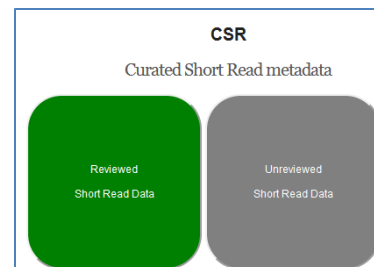 CSR
Curated Short Read metadata
Reviewed
Short Read Data
Unreviewed
Short Read Data